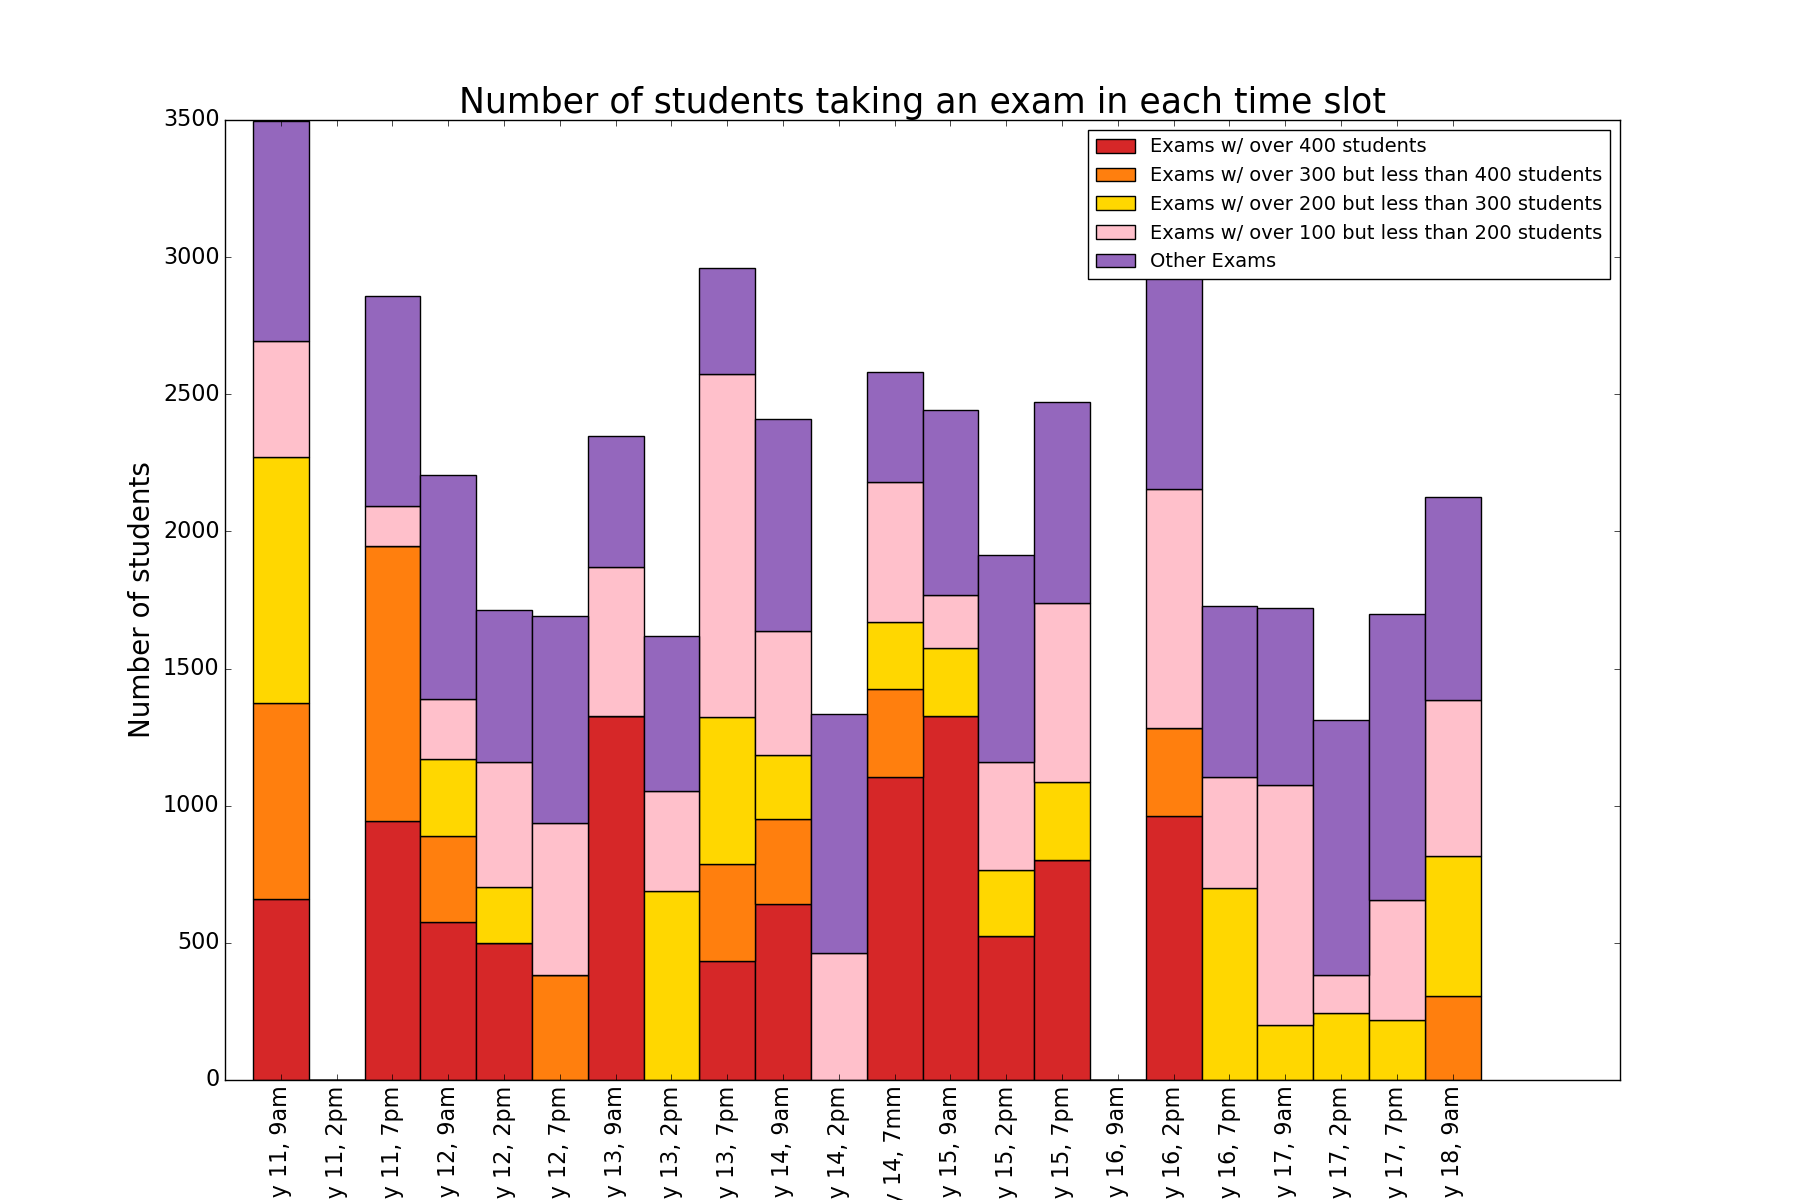 Number of students taking an exam in each time slot
Exams w/ over 400 students
Exams w/ over 300 but less than 400 students
Exams w/ over 200 but less than 300 students
Exams w/ over 100 but less than 200 students
Other Exams
Number of students
3500
3000
2500
2000
1500
1000
500
0
y 11, 9am
y 11, 2pm
y 11, 7pm
y 12, 9am
y 12, 2pm
y 12, 7pm
y 13, 9am
y 13, 2pm
y 13, 7pm
y 14, 9am
y 14, 2pm
y 14, 7mm
y 15, 9am
y 15, 2pm
y 15, 7pm
y 16, 9am
y 16, 2pm
y 16, 7pm
y 17, 9am
y 17, 2pm
y 17, 7pm
y 18, 9am